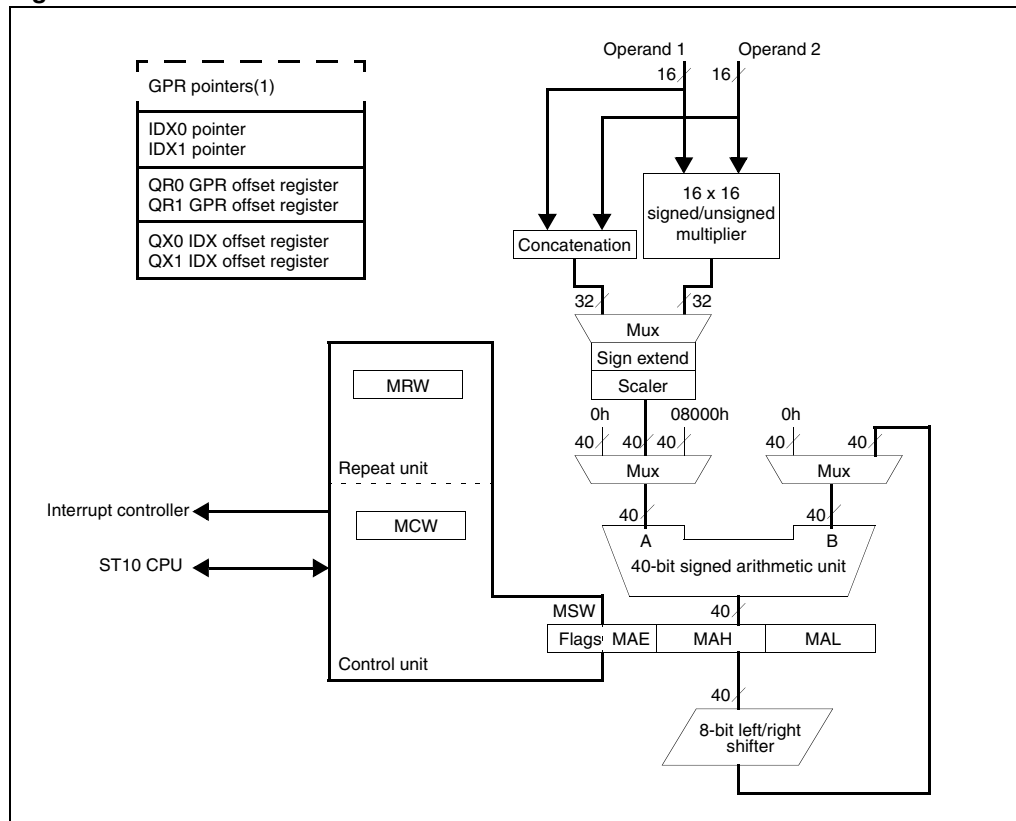 Operand 1 Operand 2
16 16
GPR pointers(1)
IDX0 pointer
IDX1 pointer
QR0 GPR offset register
QR1 GPR offset register
QX0 IDX offset register
QX1 IDX offset register
16 x 16
signed/unsigned
multiplier
Concatenation
32 32
Mux
Sign extend
Scaler
MRW
0h 08000h 0h
40 40 40 40 40
Mux Mux
Repeat unit
Interrupt controller
MCW
40 40
A B
40-bit signed arithmetic unit
ST10 CPU
MSW 40
Flags MAE MAH MAL
Control unit
40
8-bit left/right
shifter